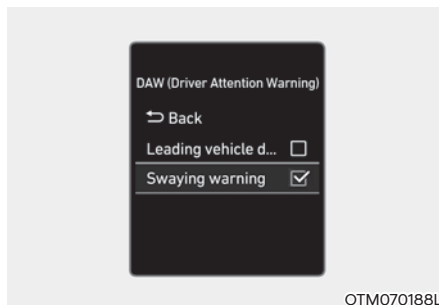 DAW (Driver Attention Warning)
Back
Leading vehicle d...
Swaying warning
OTM070188L